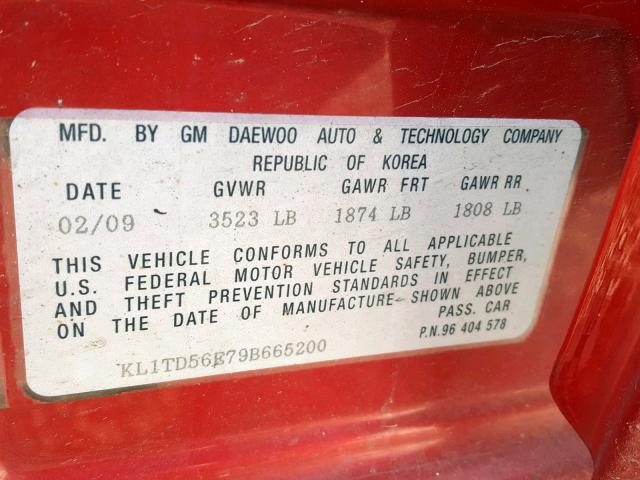 MFD. BY GM DAEWOO AUTO & TECHNOLOGY COMPANY
REPUBLIC OF KOREA
DATE GVWR GAWR FRT GAWR RR
02/09 3523 LB 1874 LB 1808 LB
THIS VEHICLE CONFORMS TO ALL APPLICABLE
U.S. FEDERAL MOTOR VEHICLE SAFETY, BUMPER,
AND THEFT PREVENTION STANDARDS IN EFFECT
ON THE DATE OF MANUFACTURE SHOWN ABOVE
PASS. CAR
P.N.96 404 578
KL1TD56E79B665200